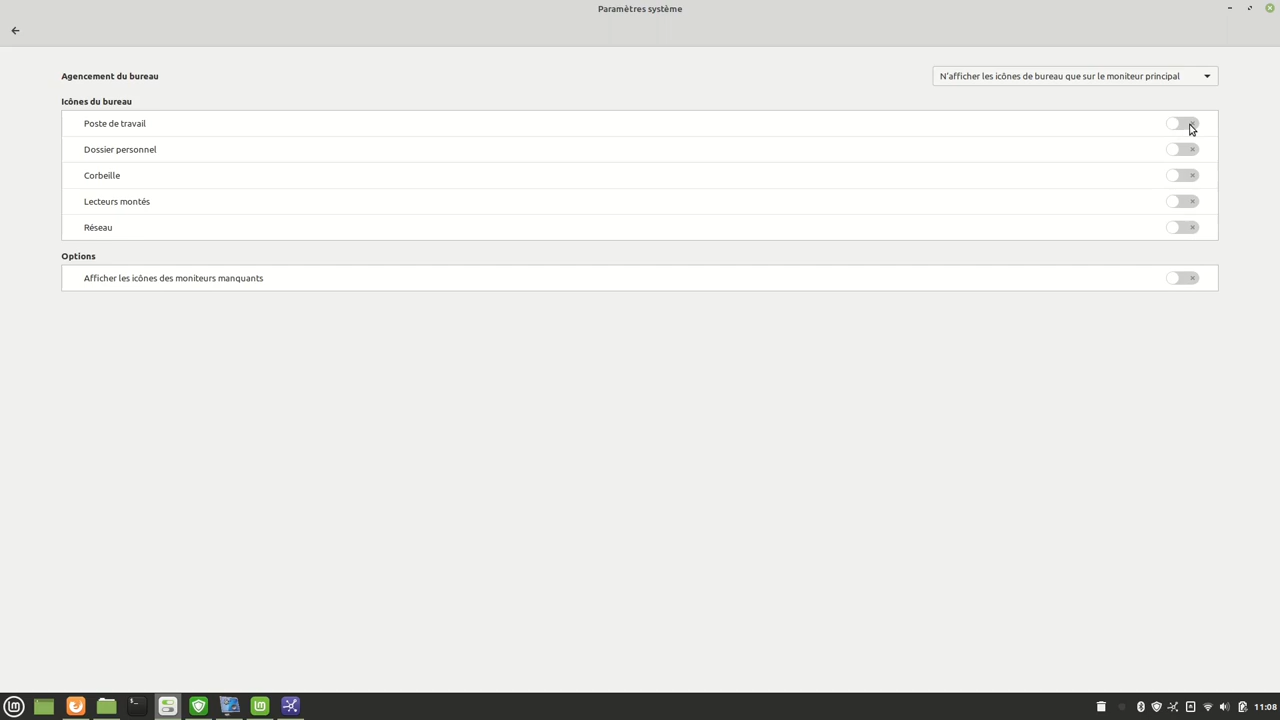 Paramètres système
Agencement du bureau
N'afficher les icônes de bureau que sur le moniteur principal
Icônes du bureau
Poste de travail
Dossier personnel
Corbeille
Lecteurs montés
Réseau
Options
Afficher les icônes des moniteurs manquants
11:08